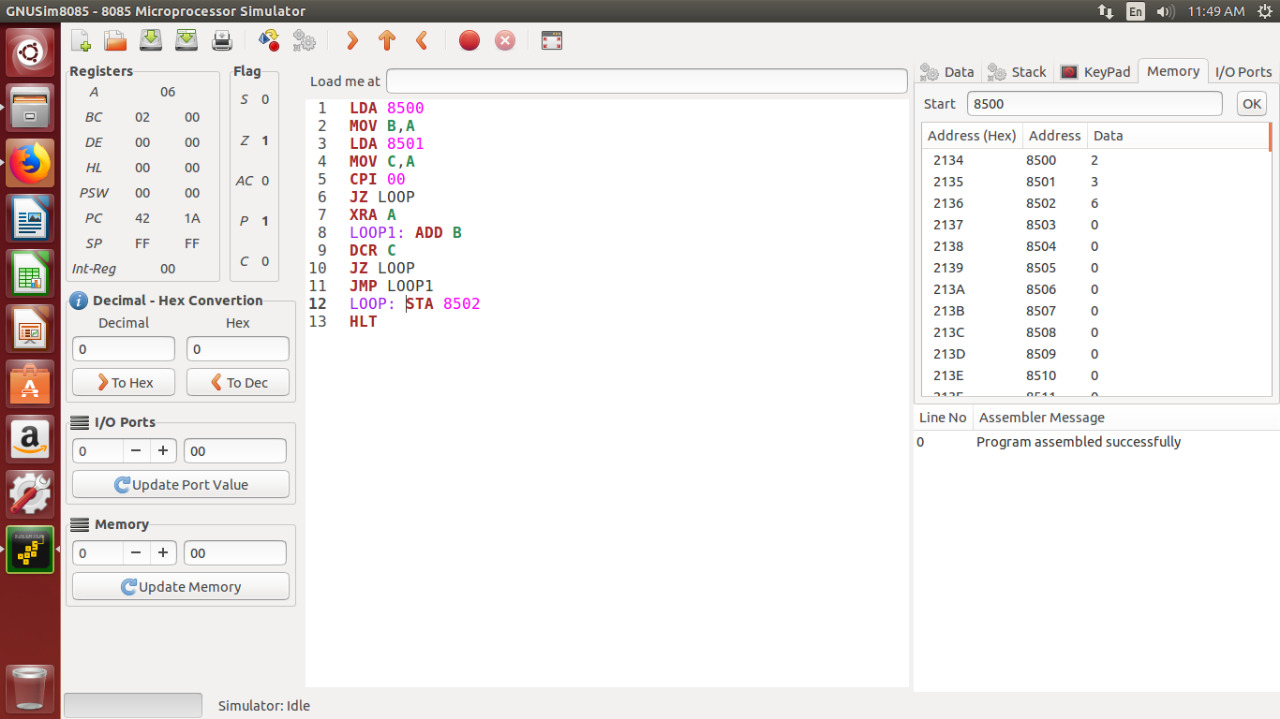 GNUSim8085 - 8085 Microprocessor Simulator
En
11:49 AM
Registers
A 06
BC 02 00
DE 00 00
HL 00 00
PSW 00 00
PC 42 1A
SP FF FF
Int-Reg 00
Flag
S 0
Z 1
AC 0
P 1
C 0
Decimal - Hex Convertion
Decimal Hex
0 0
To Hex To Dec
I/O Ports
0 − + 00
Update Port Value
Memory
0 − + 00
Update Memory
Load me at
1 LDA 8500
2 MOV B,A
3 LDA 8501
4 MOV C,A
5 CPI 00
6 JZ LOOP
7 XRA A
8 LOOP1: ADD B
9 DCR C
10 JZ LOOP
11 JMP LOOP1
12 LOOP: STA 8502
13 HLT
Data Stack KeyPad Memory I/O Ports
Start 8500 OK
Address (Hex) Address Data
2134 8500 2
2135 8501 3
2136 8502 6
2137 8503 0
2138 8504 0
2139 8505 0
213A 8506 0
213B 8507 0
213C 8508 0
213D 8509 0
213E 8510 0
213F 8511 0
Line No Assembler Message
0 Program assembled successfully
Simulator: Idle